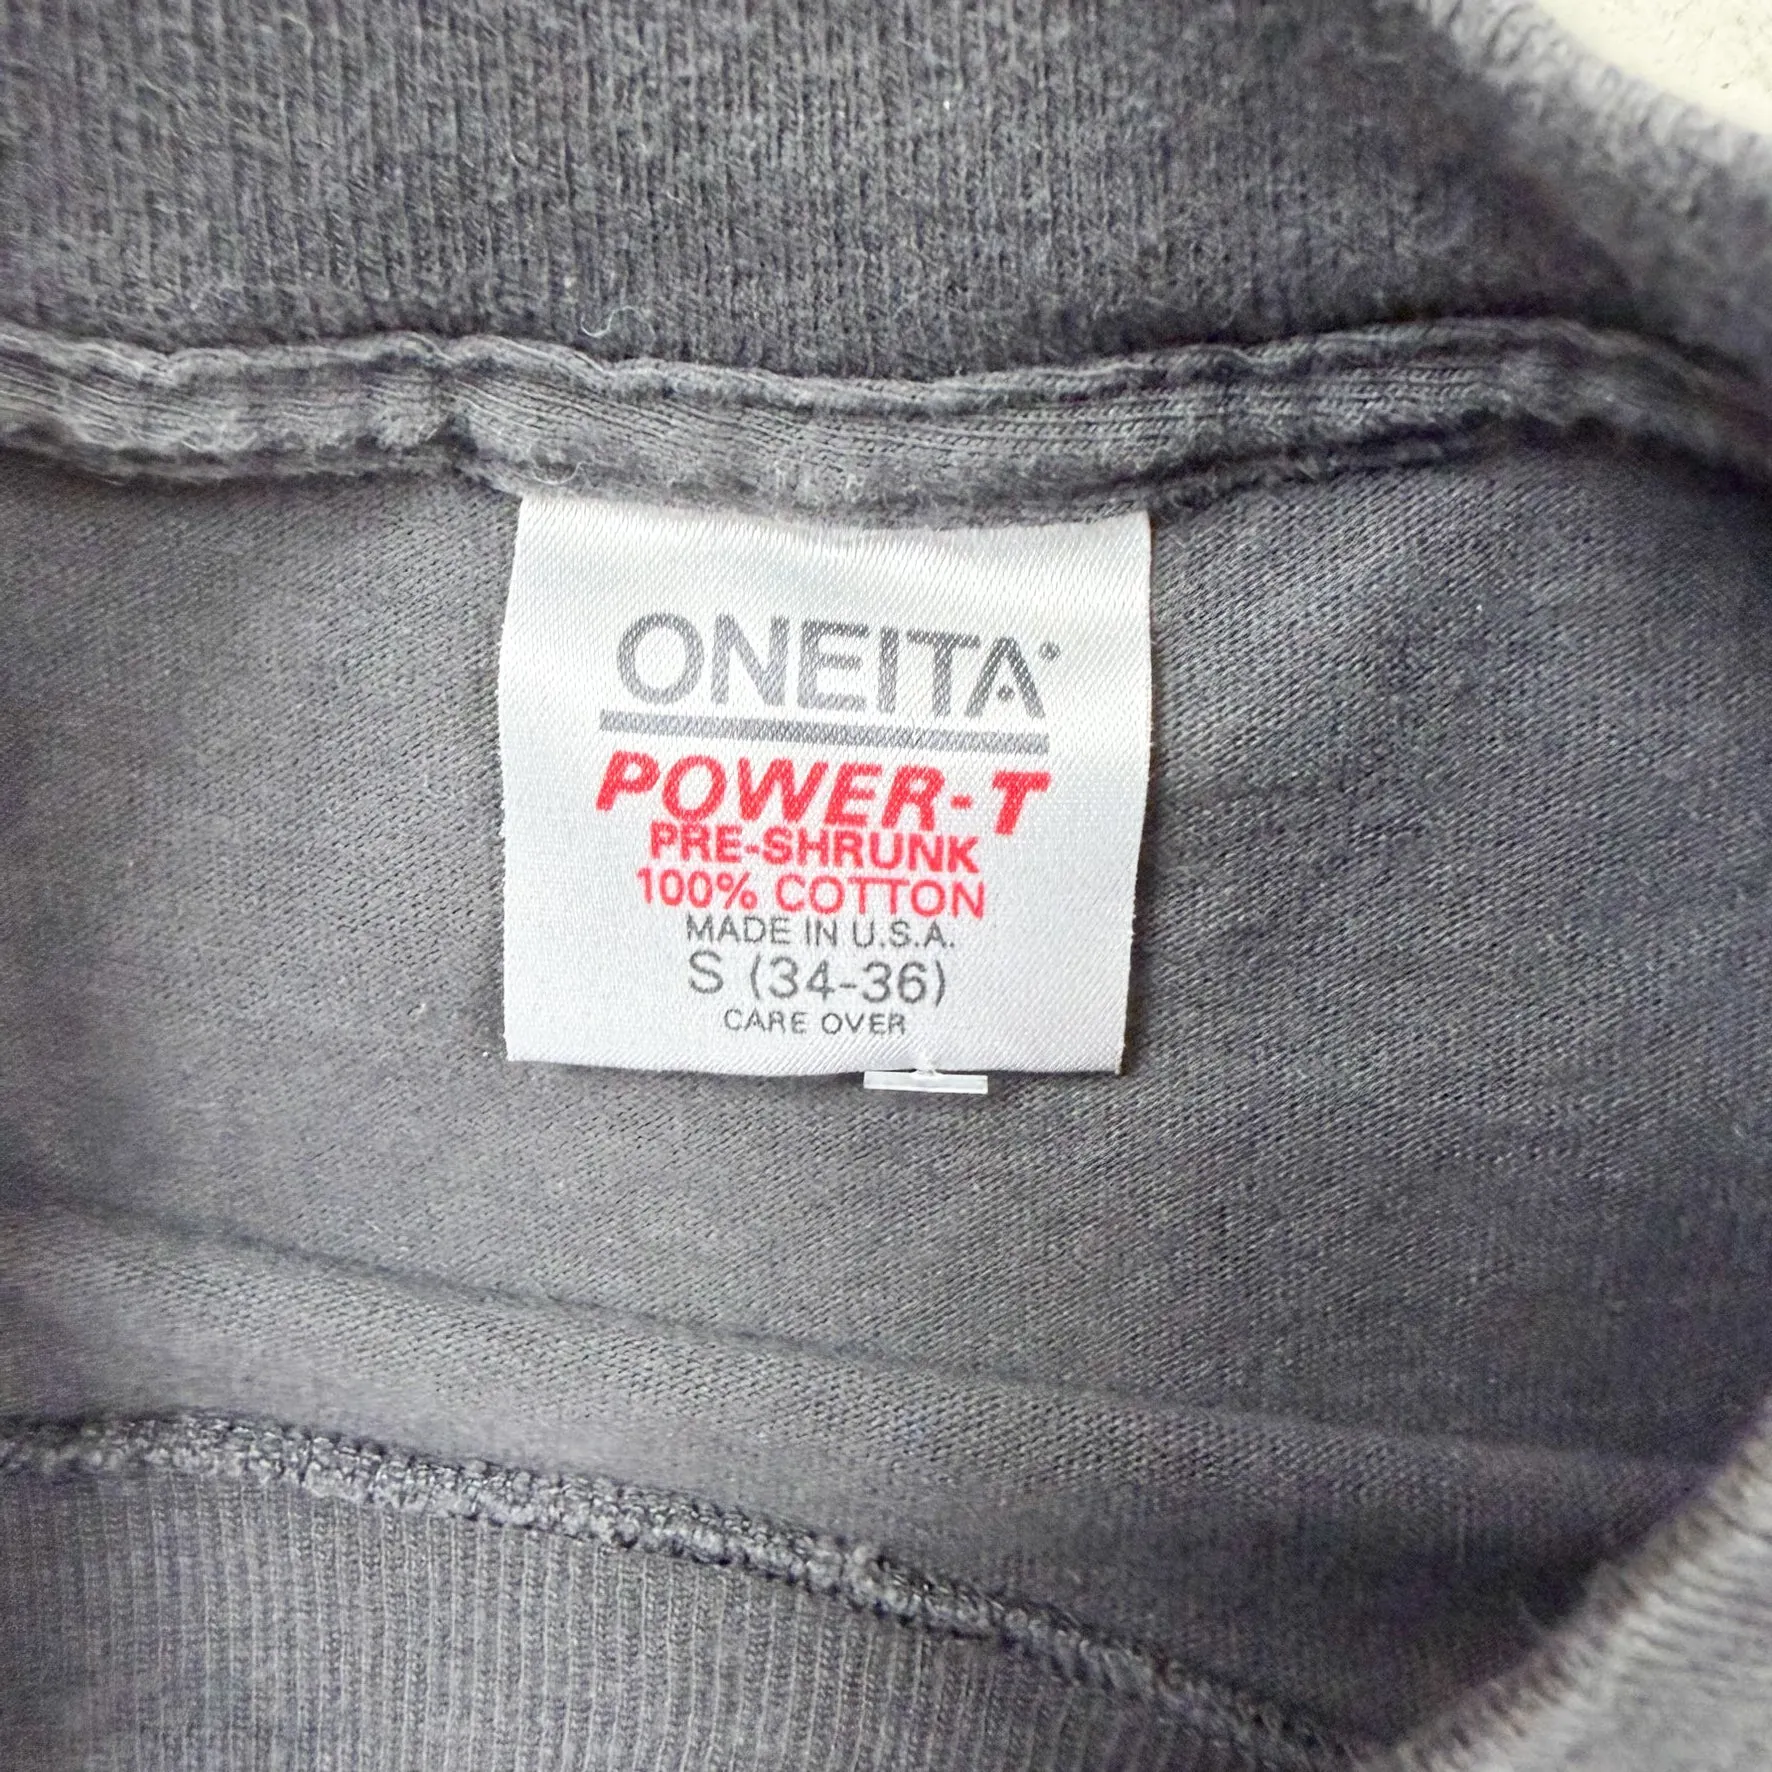 ONEITA
POWER-T
PRE-SHRUNK
100% COTTON
MADE IN U.S.A.
S (34-36)
CARE OVER